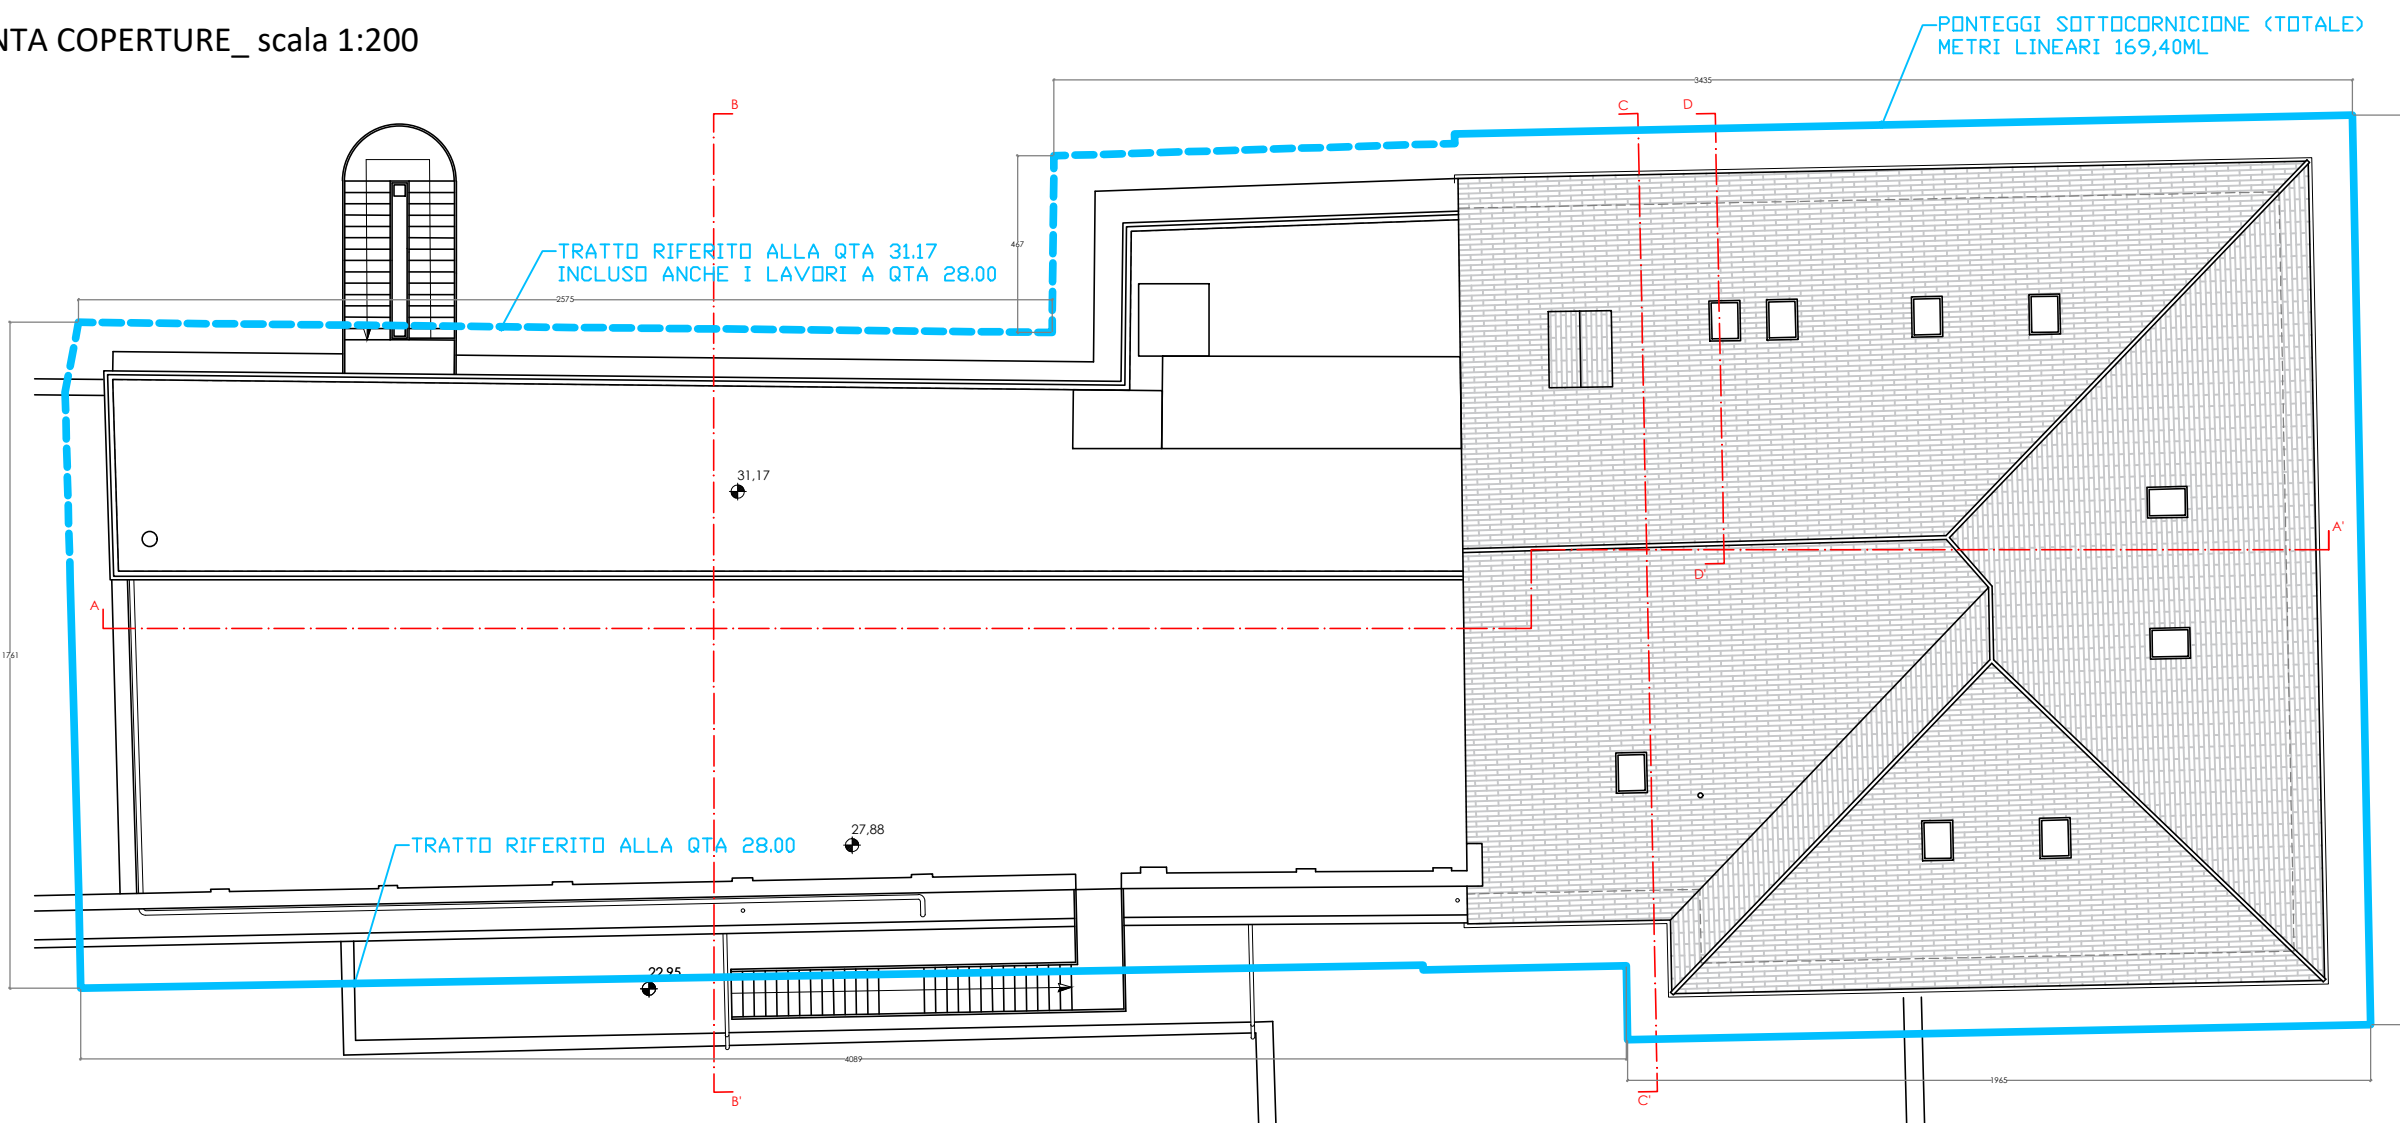 NTA COPERTURE_ scala 1:200
PONTEGGI SOTTOCORNICIONE (TOTALE)
METRI LINEARI 169,40ML
3435
B
C
D
TRATTO RIFERITO ALLA QTA 31.17
INCLUSO ANCHE I LAVORI A QTA 28.00
467
2575
31,17
A'
D'
A
1761
27,88
TRATTO RIFERITO ALLA QTA 28.00
22,95
4089
1965
B'
C'